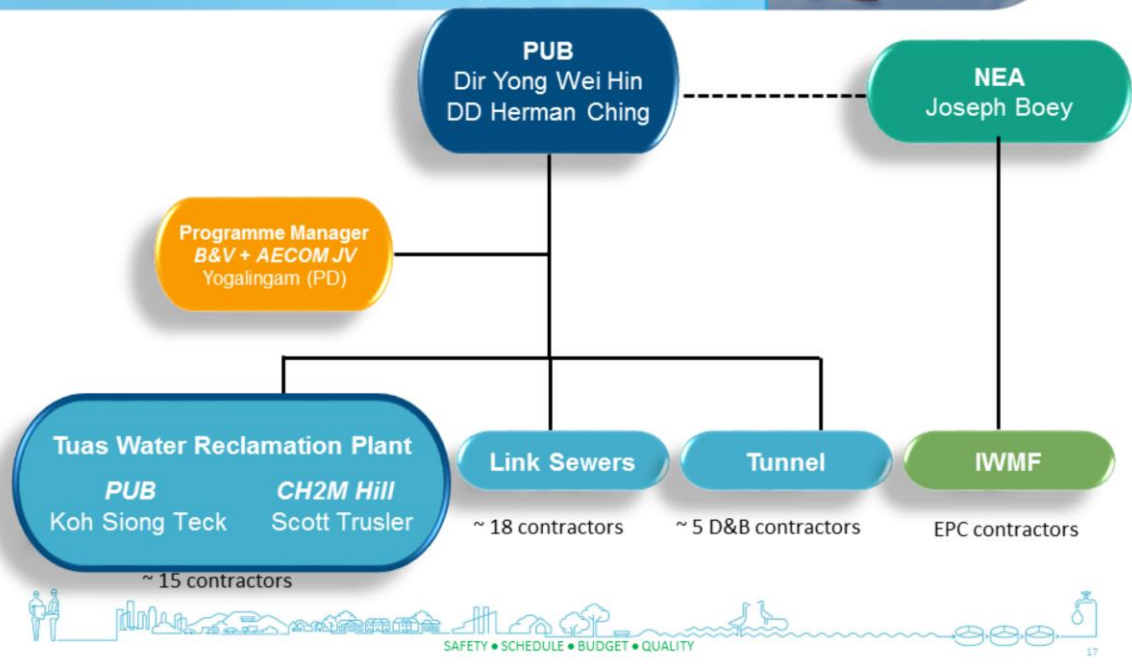 PUB
Dir Yong Wei Hin
DD Herman Ching
NEA
Joseph Boey
Programme Manager
B&V + AECOM JV
Yogalingam (PD)
Tuas Water Reclamation Plant
PUB CH2M Hill
Koh Siong Teck Scott Trusler
~ 15 contractors
Link Sewers
~ 18 contractors
Tunnel
~ 5 D&B contractors
IWMF
EPC contractors
SAFETY ● SCHEDULE ● BUDGET ● QUALITY
17